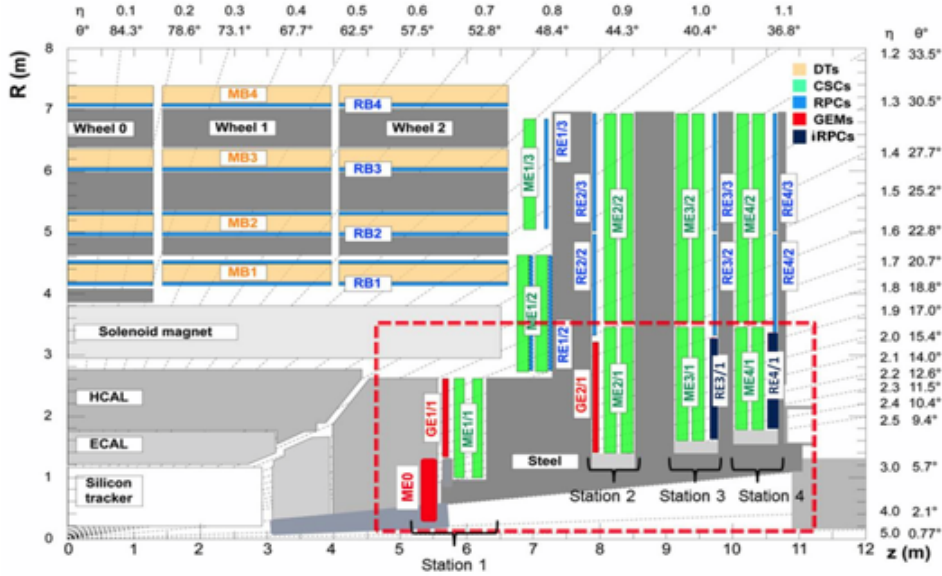 η 0.1 0.2 0.3 0.4 0.5 0.6 0.7 0.8 0.9 1.0 1.1 η θ°
θ° 84.3° 78.6° 73.1° 67.7° 62.5° 57.5° 52.8° 48.4° 44.3° 40.4° 36.8°
R (m)
8
7
6
5
4
3
2
1
0
1.2 33.5°
1.3 30.5°
1.4 27.7°
1.5 25.2°
1.6 22.8°
1.7 20.7°
1.8 18.8°
1.9 17.0°
2.0 15.4°
2.1 14.0°
2.2 12.6°
2.3 11.5°
2.4 10.4°
2.5 9.4°
3.0 5.7°
4.0 2.1°
5.0 0.77°
DTs
CSCs
RPCs
GEMs
iRPCs
MB4
RB4
Wheel 0 Wheel 1 Wheel 2
MB3
RB3
MB2
RB2
MB1
RB1
Solenoid magnet
HCAL
ECAL
Silicon
tracker
Steel
ME1/3
RE1/3
ME1/2
RE1/2
RE2/3
RE2/2
ME2/2
ME3/2
RE3/3
RE3/2
ME4/2
RE4/3
RE4/2
GE1/1
ME1/1
ME0
GE2/1
ME2/1
ME3/1
RE3/1
ME4/1
RE4/1
Station 2 Station 3 Station 4
0 1 2 3 4 5 6 7 8 9 10 11 12
z (m)
Station 1